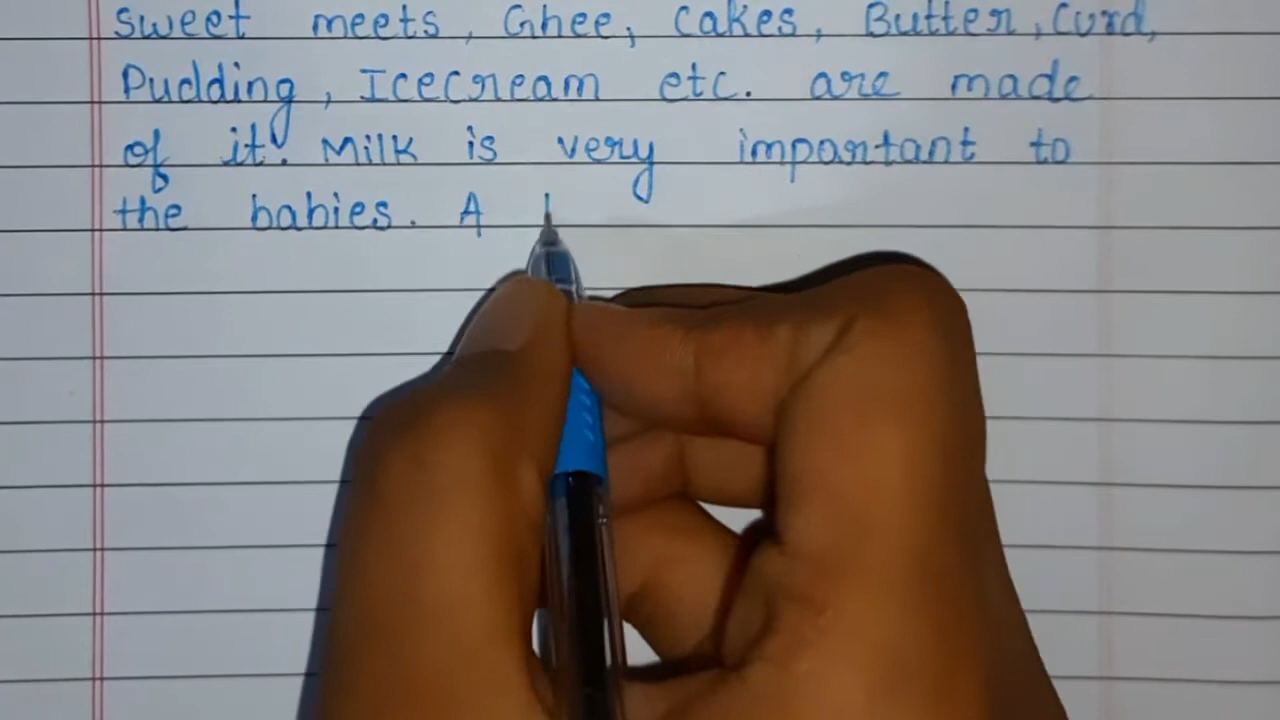 sweet meets, Ghee, cakes, Butter, Curd,
Pudding, Icecream etc. are made
of it. Milk is very important to
the babies. A